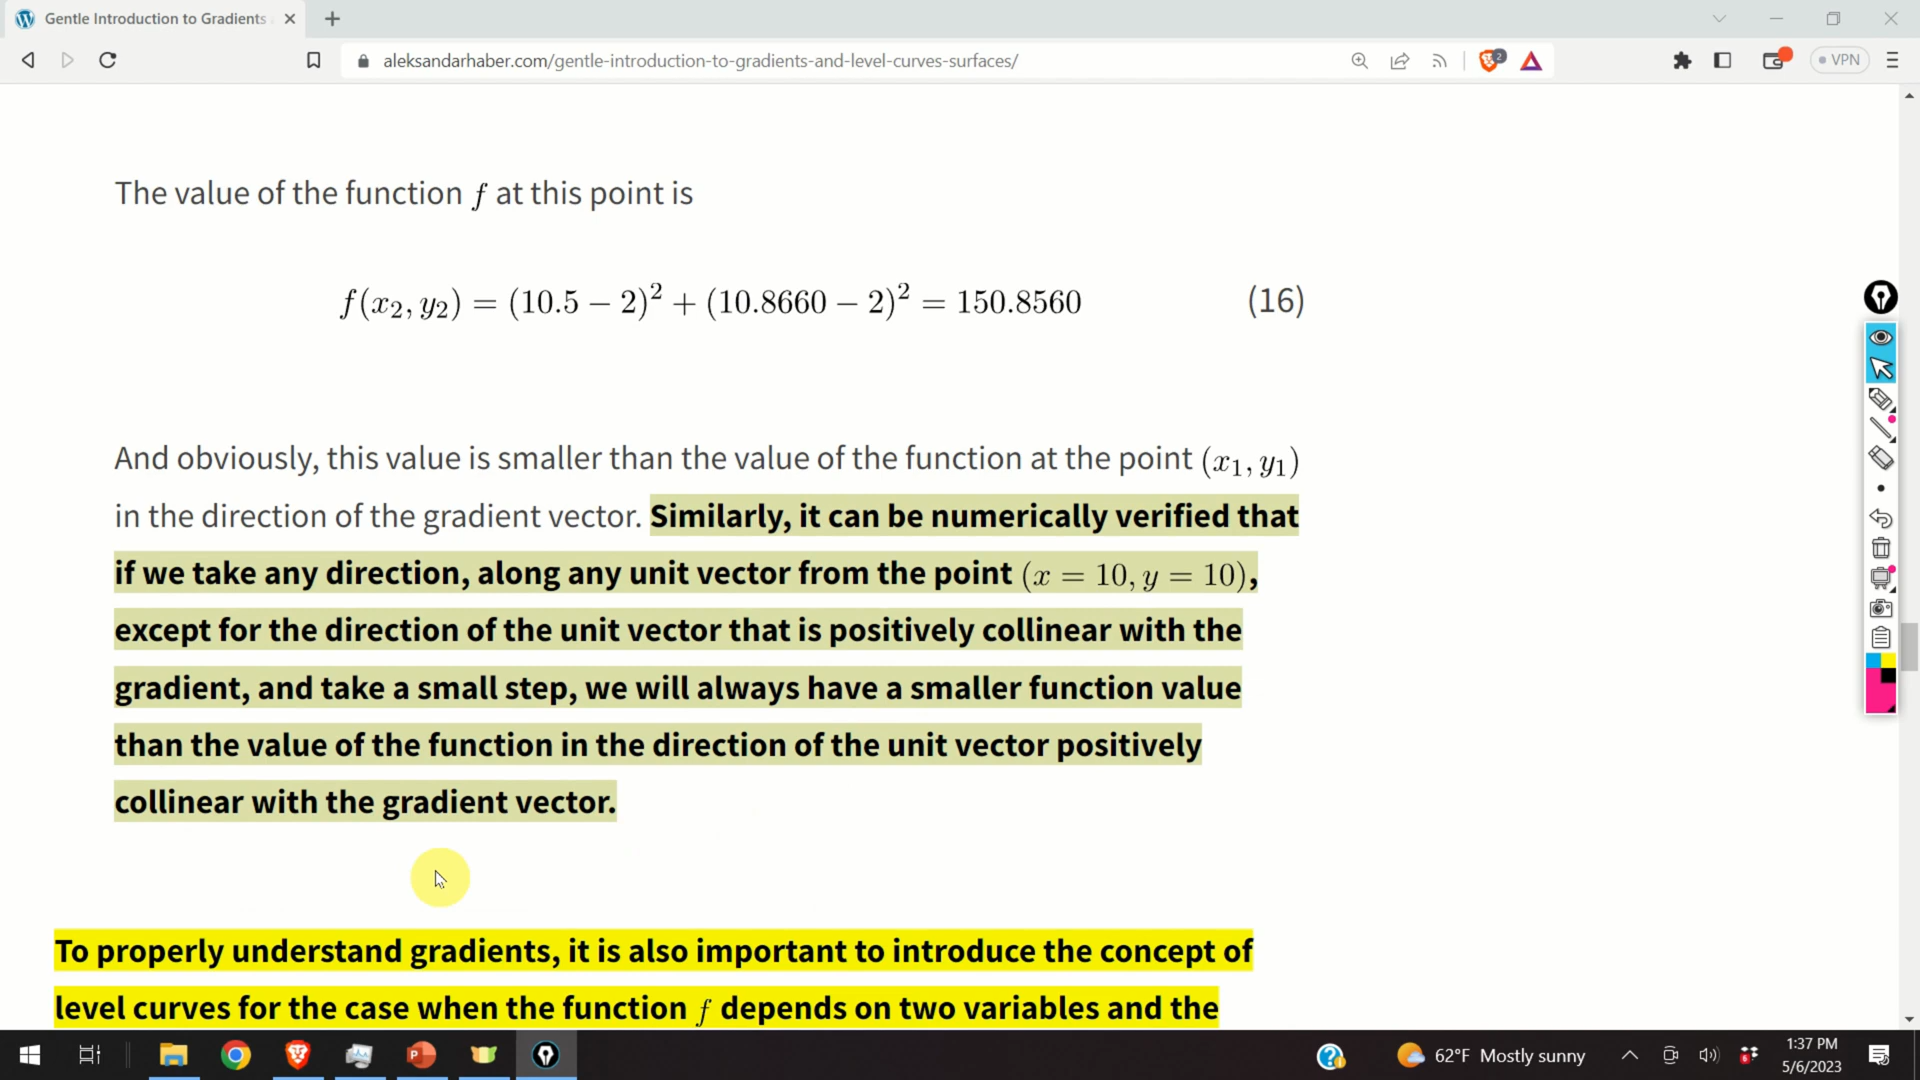 Gentle Introduction to Gradients
aleksandarhaber.com/gentle-introduction-to-gradients-and-level-curves-surfaces/
2
VPN
The value of the function f at this point is
f(x₂, y₂) = (10.5 − 2)² + (10.8660 − 2)² = 150.8560 (16)
And obviously, this value is smaller than the value of the function at the point (x₁, y₁)
in the direction of the gradient vector. Similarly, it can be numerically verified that
if we take any direction, along any unit vector from the point (x = 10, y = 10),
except for the direction of the unit vector that is positively collinear with the
gradient, and take a small step, we will always have a smaller function value
than the value of the function in the direction of the unit vector positively
collinear with the gradient vector.
To properly understand gradients, it is also important to introduce the concept of
level curves for the case when the function f depends on two variables and the
62°F Mostly sunny
1:37 PM
5/6/2023